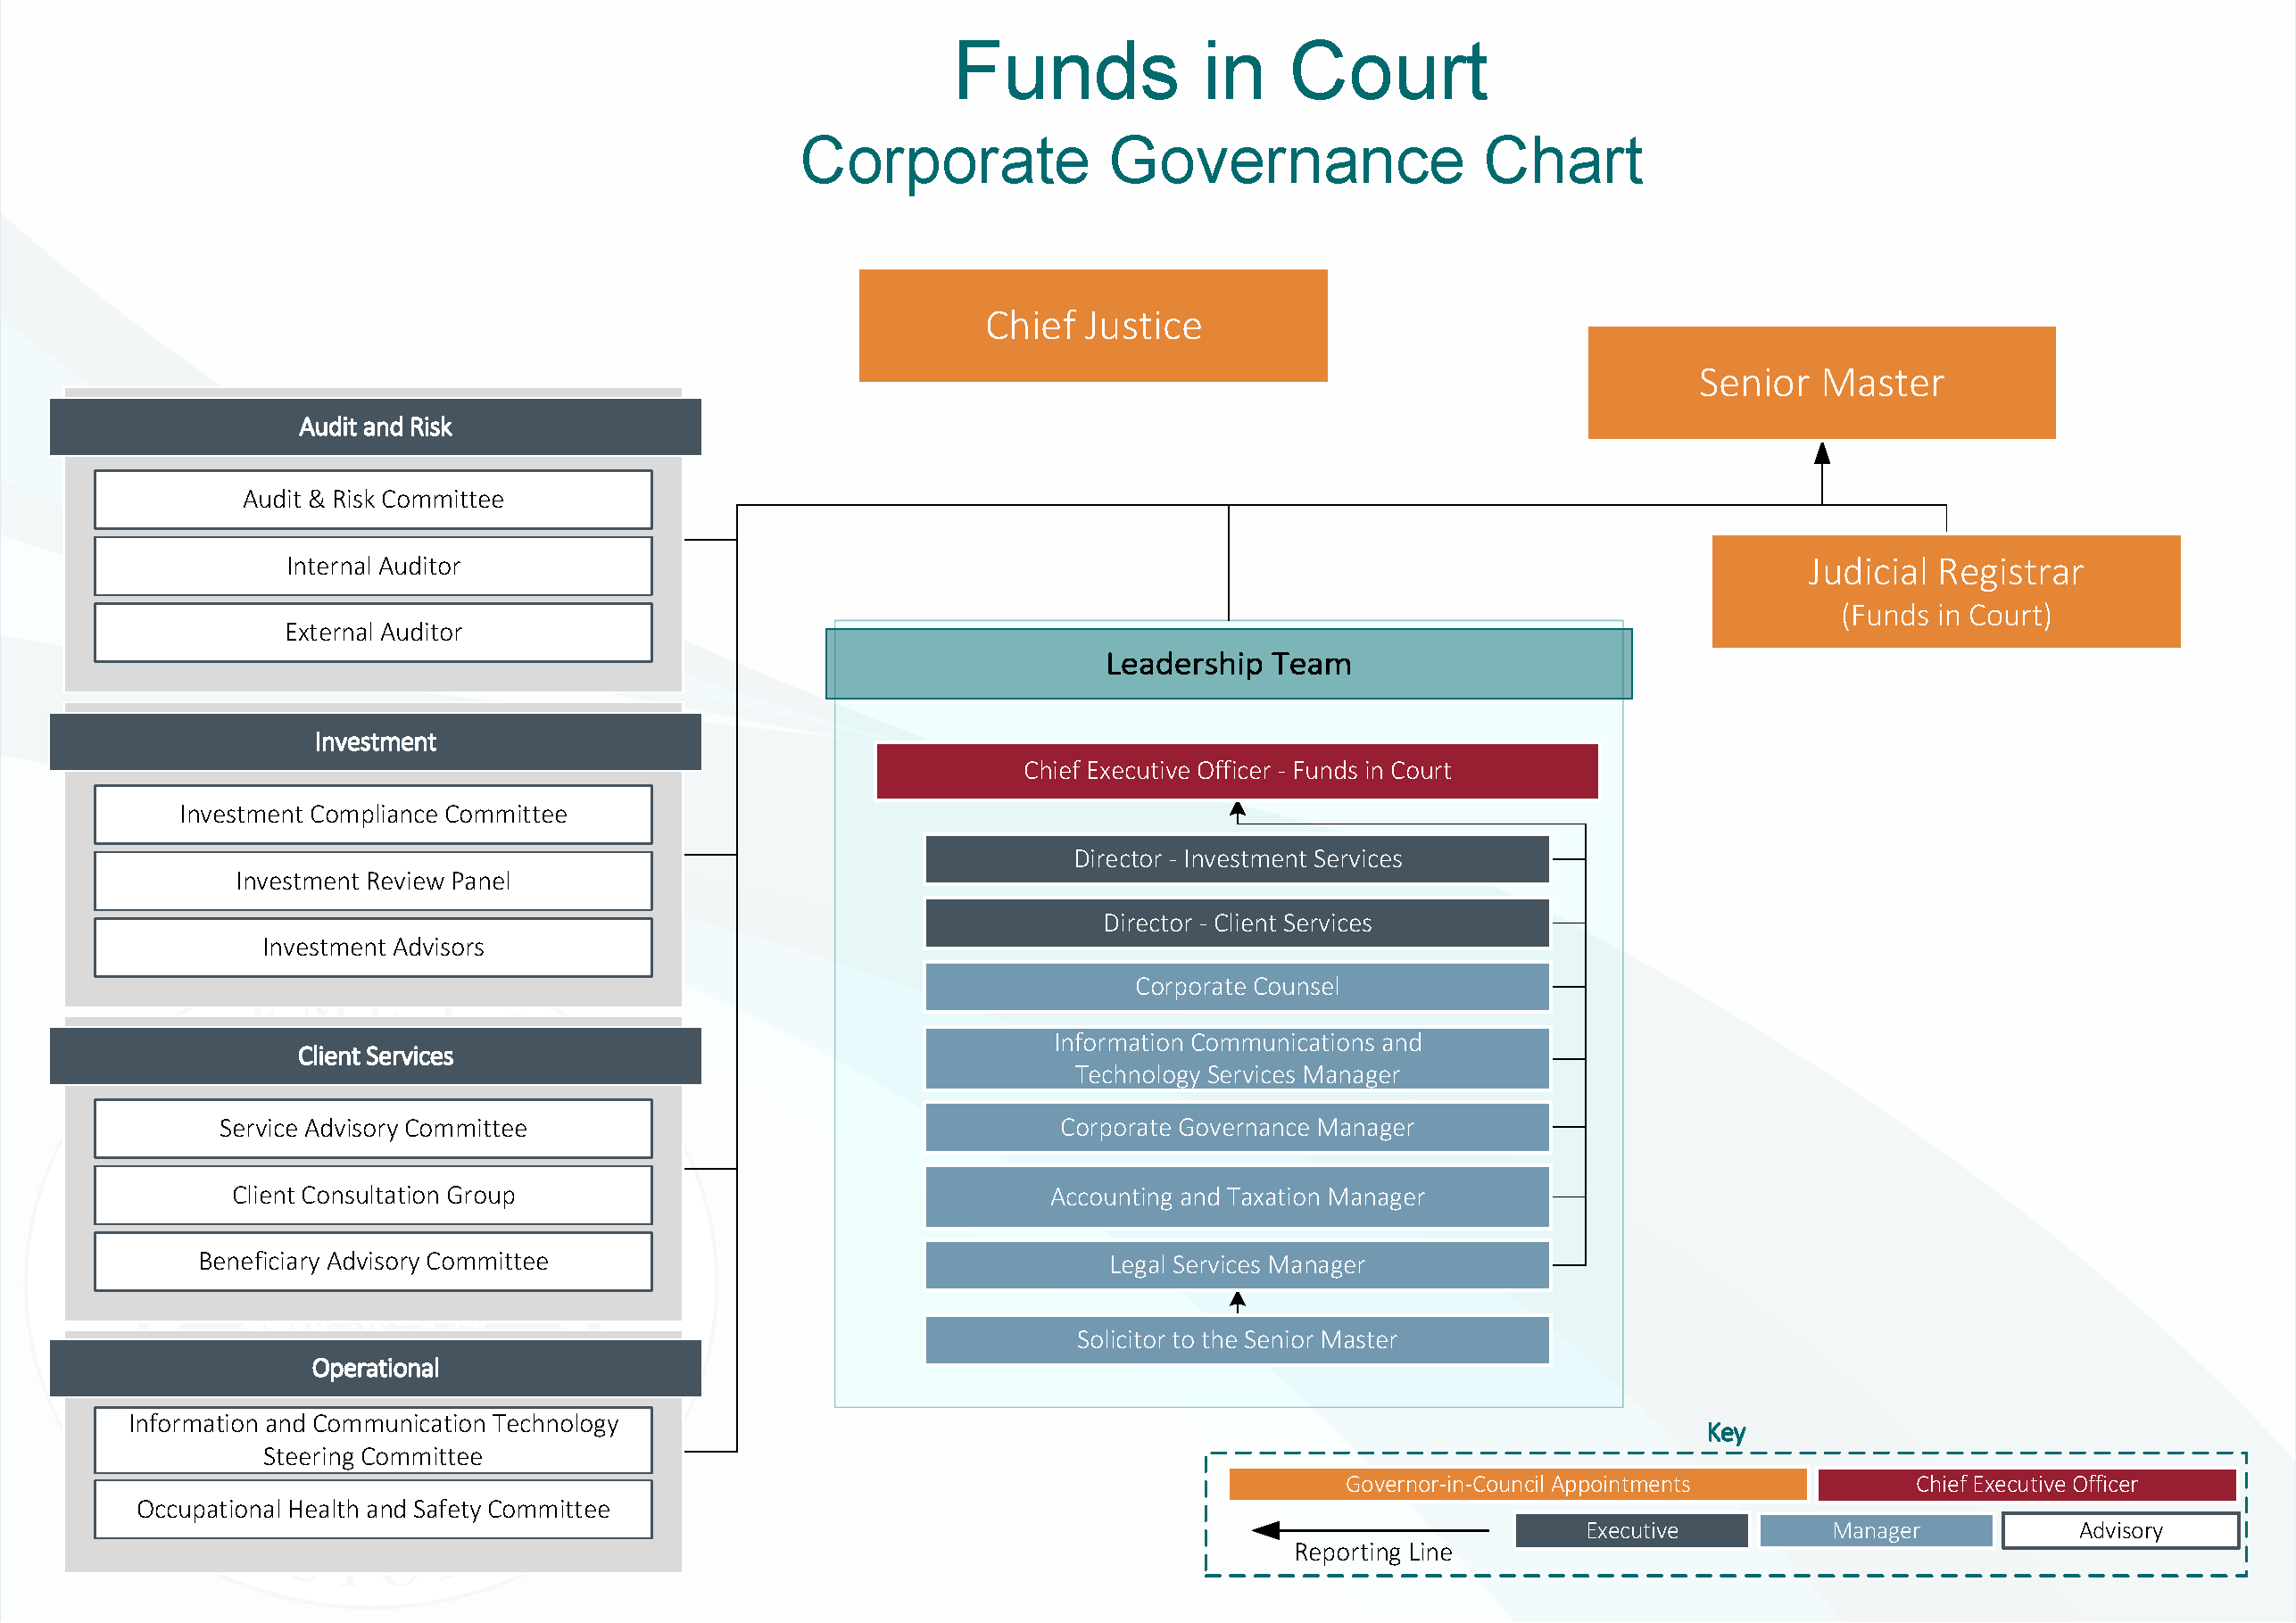 Funds in Court
Corporate Governance Chart
Chief Justice
Senior Master
Judicial Registrar
(Funds in Court)
Audit and Risk
Audit & Risk Committee
Internal Auditor
External Auditor
Investment
Investment Compliance Committee
Investment Review Panel
Investment Advisors
Client Services
Service Advisory Committee
Client Consultation Group
Beneficiary Advisory Committee
Operational
Information and Communication Technology
Steering Committee
Occupational Health and Safety Committee
Leadership Team
Chief Executive Officer - Funds in Court
Director - Investment Services
Director - Client Services
Corporate Counsel
Information Communications and
Technology Services Manager
Corporate Governance Manager
Accounting and Taxation Manager
Legal Services Manager
Solicitor to the Senior Master
Key
Governor-in-Council Appointments
Chief Executive Officer
Reporting Line
Executive
Manager
Advisory